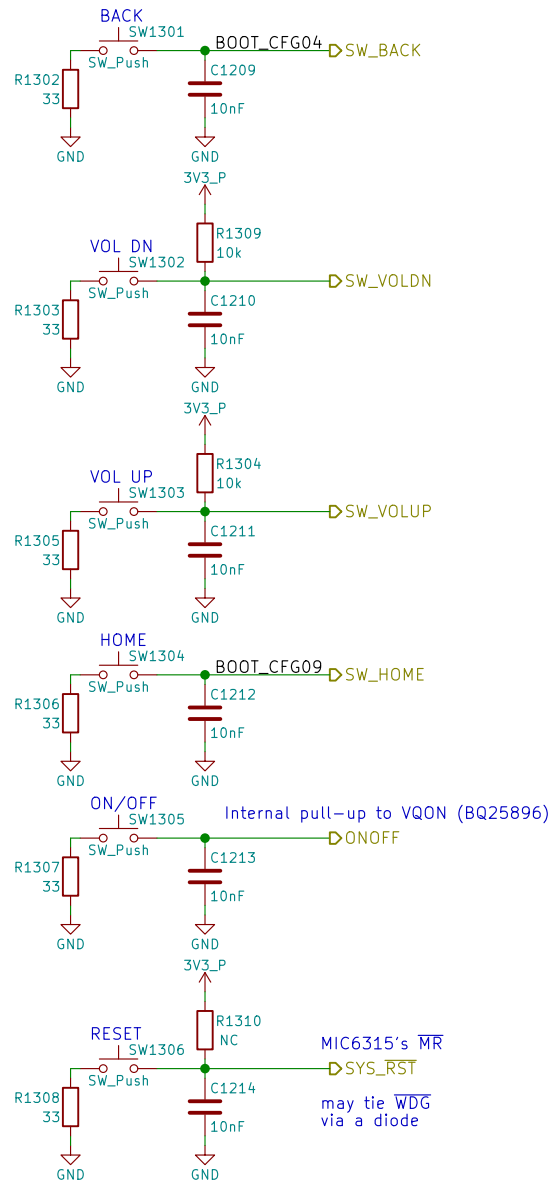 BACK
SW1301
BOOT_CFG04
SW_BACK
SW_Push
R1302
33
C1209
10nF
GND
GND
3V3_P
R1309
10k
VOL DN
SW1302
SW_VOLDN
SW_Push
R1303
33
C1210
10nF
GND
GND
3V3_P
R1304
10k
VOL UP
SW1303
SW_VOLUP
SW_Push
R1305
33
C1211
10nF
GND
GND
HOME
SW1304
BOOT_CFG09
SW_HOME
SW_Push
R1306
33
C1212
10nF
GND
GND
ON/OFF
Internal pull-up to VQON (BQ25896)
SW1305
ONOFF
SW_Push
R1307
33
C1213
10nF
GND
GND
3V3_P
R1310
NC
RESET
MIC6315's M̅R̅
SW1306
SYS_R̅S̅T̅
SW_Push
R1308
33
C1214
10nF
may tie W̅D̅G̅
via a diode
GND
GND